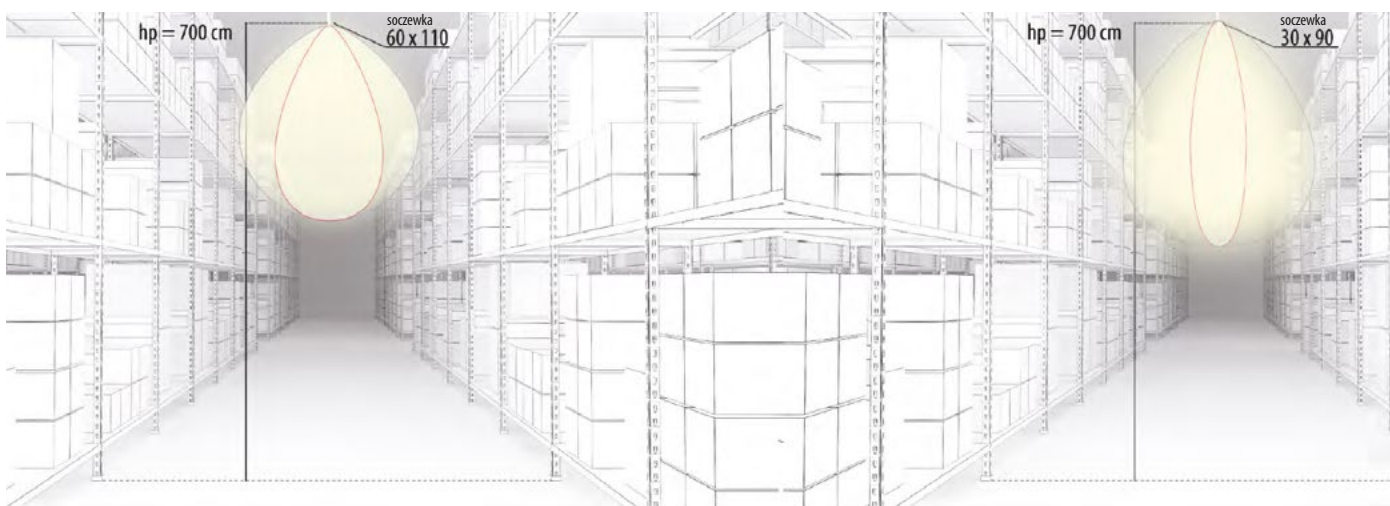 hp = 700 cm
soczewka
60 x 110
hp = 700 cm
soczewka
30 x 90